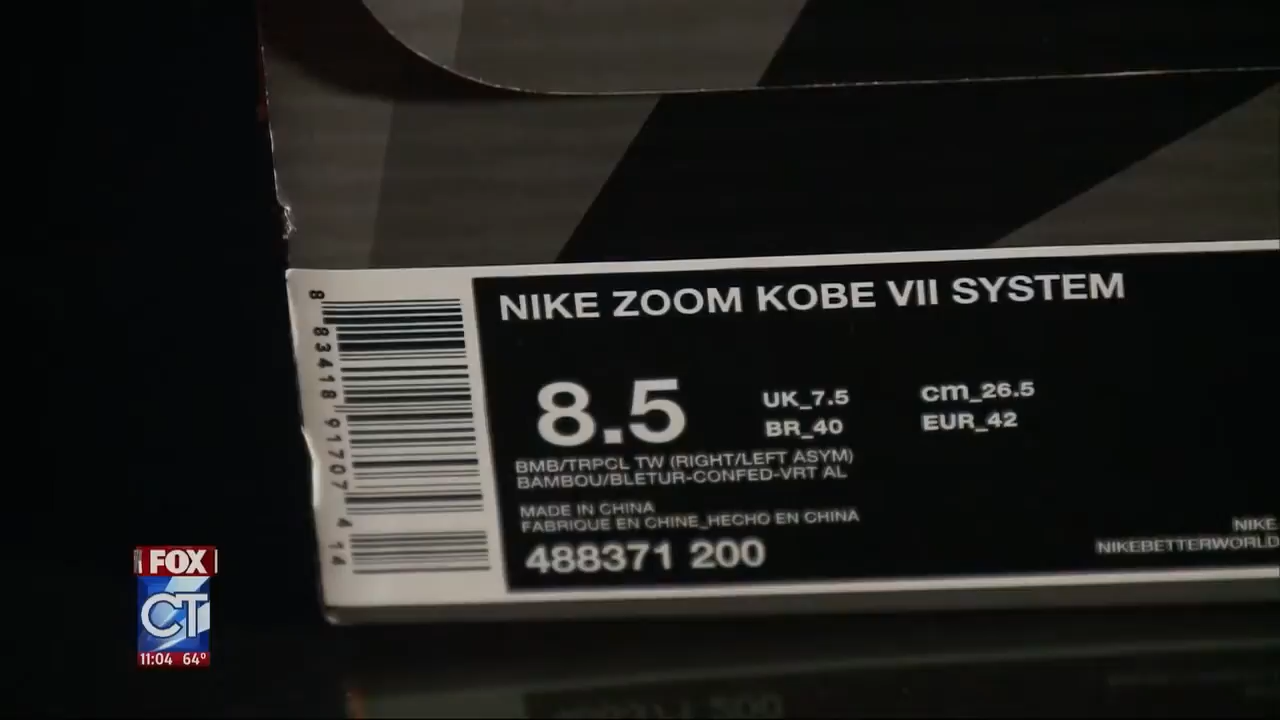 NIKE ZOOM KOBE VII SYSTEM
8.5
UK_7.5
cm_26.5
BR_40
EUR_42
BMB/TRPCL TW (RIGHT/LEFT ASYM)
BAMBOU/BLETUR-CONFED-VRT AL
MADE IN CHINA
FABRIQUE EN CHINE_HECHO EN CHINA
488371 200
NIKE
NIKEBETTERWORLD
8 83418 91707 4 14
FOX
CT
11:04 64°